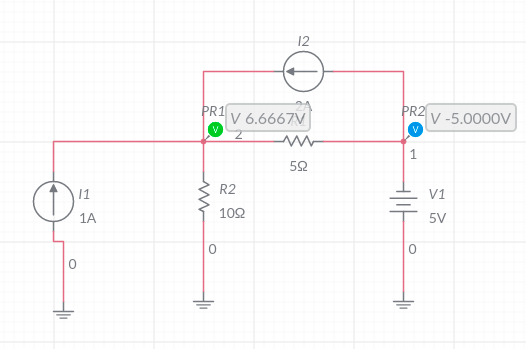 I2
2A
PR1
V 6.6667V
PR2
V -5.0000V
2
1
5Ω
I1
1A
R2
10Ω
V1
5V
0
0
0